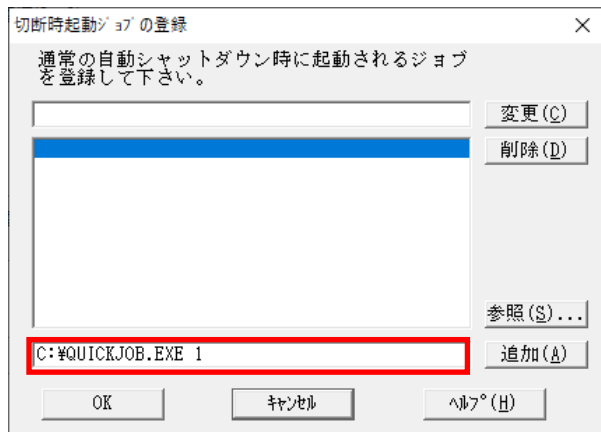 切断時起動ｼﾞｮﾌﾞの登録
通常の自動シャットダウン時に起動されるジョブ
を登録して下さい。
変更(C)
削除(D)
参照(S)...
C:¥QUICKJOB.EXE 1
追加(A)
OK
ｷｬﾝｾﾙ
ﾍﾙﾌﾟ(H)